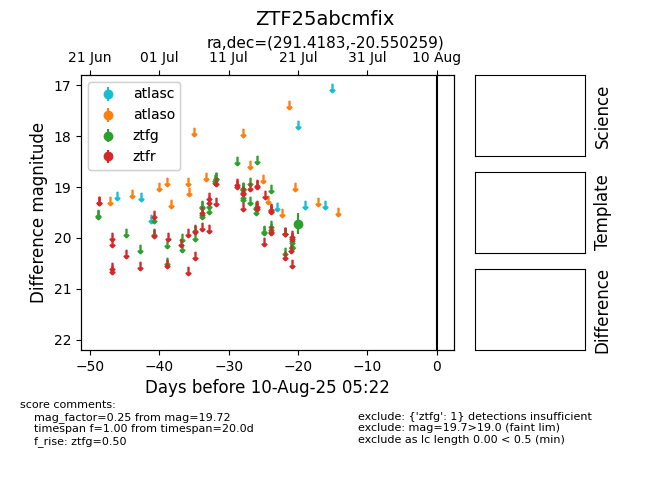 ZTF25abcmfix
ra,dec=(291.4183,-20.550259)
21 Jun 01 Jul 11 Jul 21 Jul 31 Jul 10 Aug
17
18
19
20
21
22
Difference magnitude
atlasc
atlaso
ztfg
ztfr
−50 −40 −30 −20 −10 0
Days before 10-Aug-25 05:22
Science
Template
Difference
score comments:
mag_factor=0.25 from mag=19.72
timespan f=1.00 from timespan=20.0d
f_rise: ztfg=0.50
exclude: {'ztfg': 1} detections insufficient
exclude: mag=19.7>19.0 (faint lim)
exclude as lc length 0.00 < 0.5 (min)